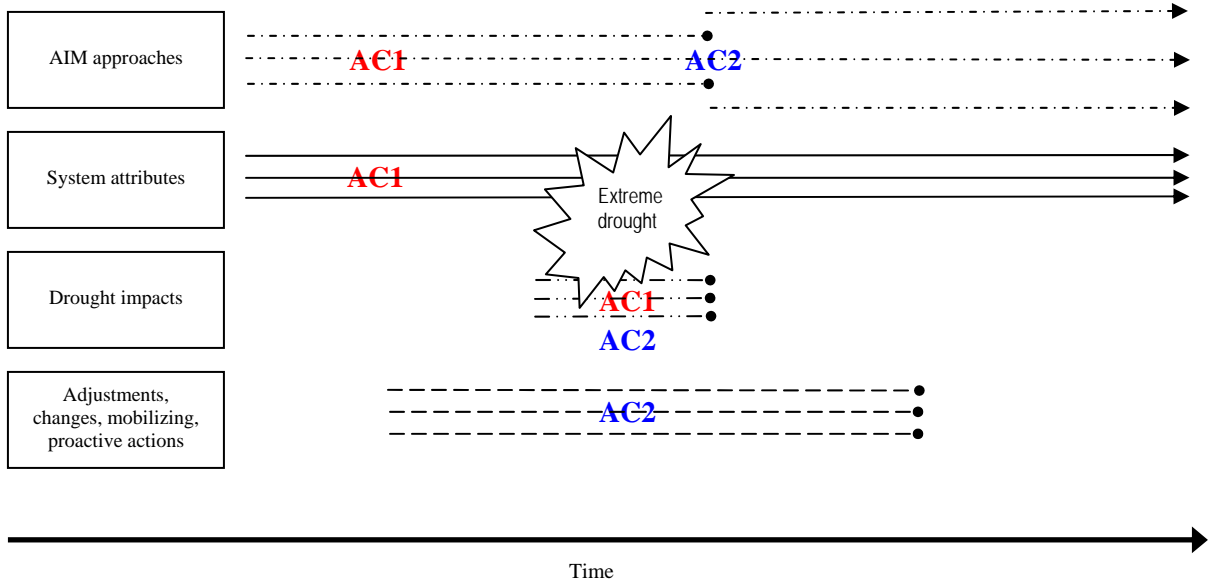 AIM approaches
AC1
AC2
System attributes
AC1
Extreme
drought
Drought impacts
AC1
AC2
Adjustments,
changes, mobilizing,
proactive actions
AC2
Time